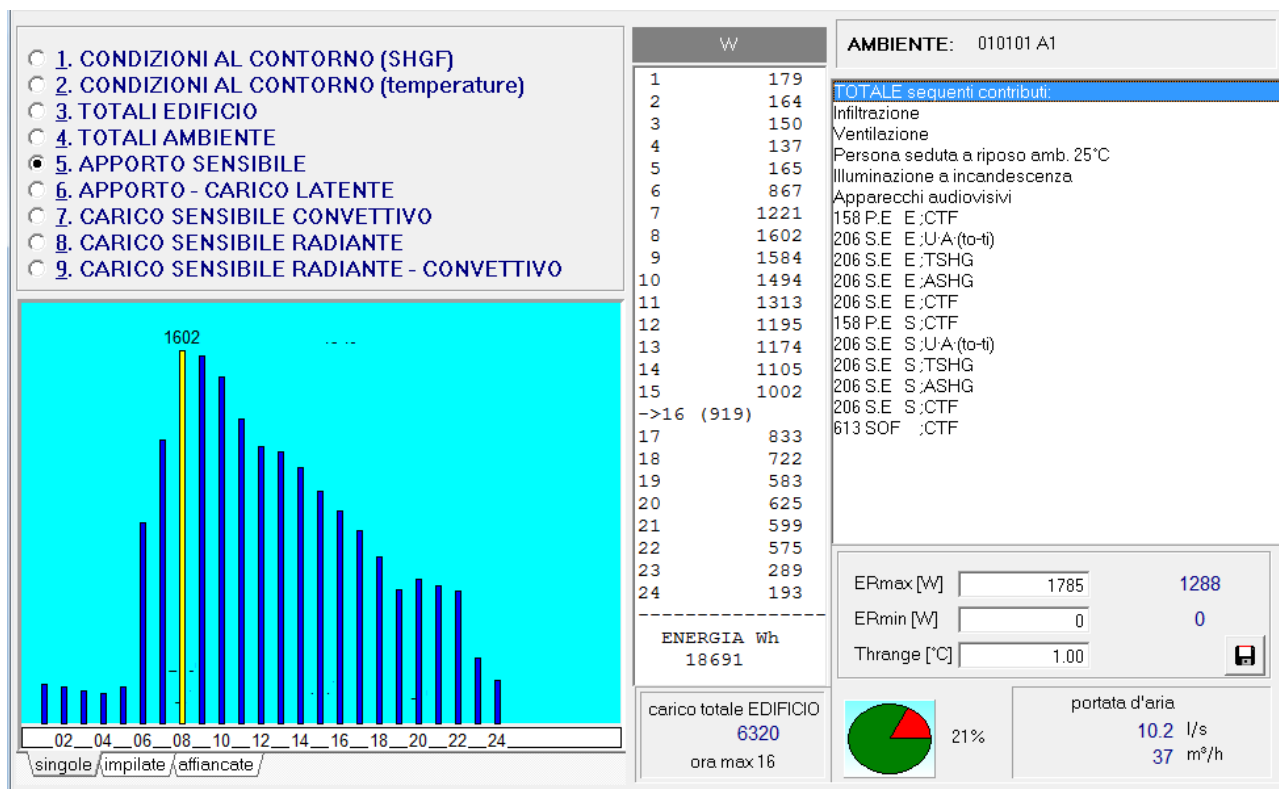 1. CONDIZIONI AL CONTORNO (SHGF)
2. CONDIZIONI AL CONTORNO (temperature)
3. TOTALI EDIFICIO
4. TOTALI AMBIENTE
5. APPORTO SENSIBILE
6. APPORTO - CARICO LATENTE
7. CARICO SENSIBILE CONVETTIVO
8. CARICO SENSIBILE RADIANTE
9. CARICO SENSIBILE RADIANTE - CONVETTIVO
1602
02 04 06 08 10 12 14 16 18 20 22 24
singole impilate affiancate
W
1 179
2 164
3 150
4 137
5 165
6 867
7 1221
8 1602
9 1584
10 1494
11 1313
12 1195
13 1174
14 1105
15 1002
->16 (919)
17 833
18 722
19 583
20 625
21 599
22 575
23 289
24 193
ENERGIA Wh
18691
carico totale EDIFICIO
6320
ora max 16
AMBIENTE: 010101 A1
TOTALE seguenti contributi:
Infiltrazione
Ventilazione
Persona seduta a riposo amb. 25°C
Illuminazione a incandescenza
Apparecchi audiovisivi
158 P.E E ;CTF
206 S.E E ;U·A·(to-ti)
206 S.E E ;TSHG
206 S.E E ;ASHG
206 S.E E ;CTF
158 P.E S ;CTF
206 S.E S ;U·A·(to-ti)
206 S.E S ;TSHG
206 S.E S ;ASHG
206 S.E S ;CTF
613 SOF ;CTF
ERmax [W] 1785 1288
ERmin [W] 0 0
Thrange [°C] 1.00
21%
portata d'aria
10.2 l/s
37 m³/h